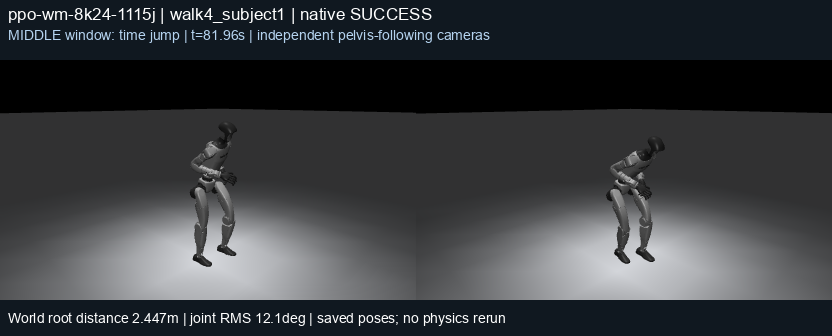 ppo-wm-8k24-1115j | walk4_subject1 | native SUCCESS
MIDDLE window: time jump | t=81.96s | independent pelvis-following cameras
World root distance 2.447m | joint RMS 12.1deg | saved poses; no physics rerun